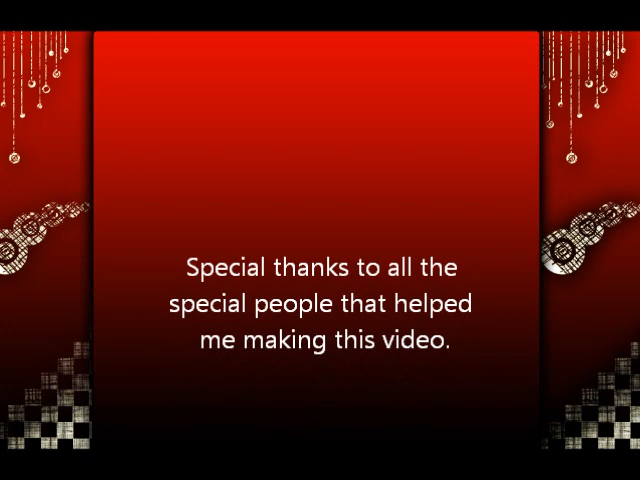 Special thanks to all the
special people that helped
me making this video.